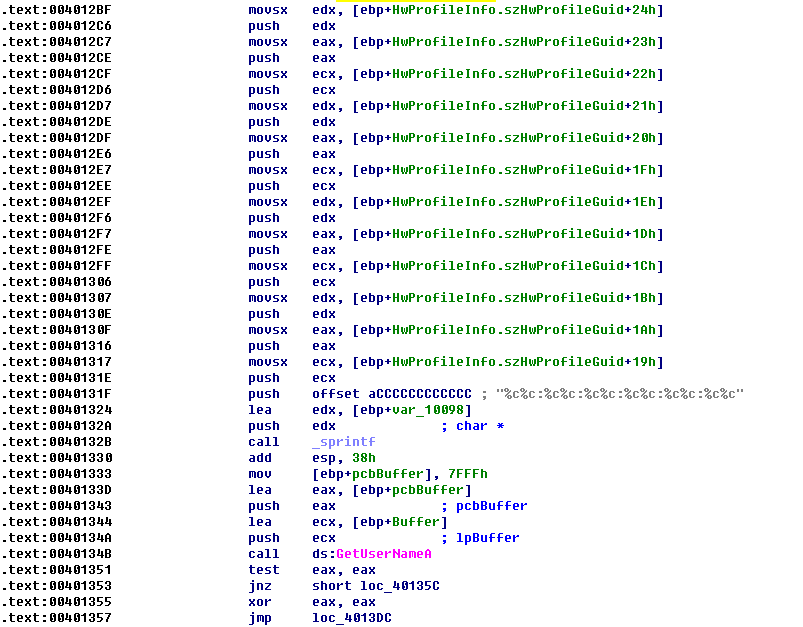 .text:004012BF movsx edx, [ebp+HwProfileInfo.szHwProfileGuid+24h]
.text:004012C6 push edx
.text:004012C7 movsx eax, [ebp+HwProfileInfo.szHwProfileGuid+23h]
.text:004012CE push eax
.text:004012CF movsx ecx, [ebp+HwProfileInfo.szHwProfileGuid+22h]
.text:004012D6 push ecx
.text:004012D7 movsx edx, [ebp+HwProfileInfo.szHwProfileGuid+21h]
.text:004012DE push edx
.text:004012DF movsx eax, [ebp+HwProfileInfo.szHwProfileGuid+20h]
.text:004012E6 push eax
.text:004012E7 movsx ecx, [ebp+HwProfileInfo.szHwProfileGuid+1Fh]
.text:004012EE push ecx
.text:004012EF movsx edx, [ebp+HwProfileInfo.szHwProfileGuid+1Eh]
.text:004012F6 push edx
.text:004012F7 movsx eax, [ebp+HwProfileInfo.szHwProfileGuid+1Dh]
.text:004012FE push eax
.text:004012FF movsx ecx, [ebp+HwProfileInfo.szHwProfileGuid+1Ch]
.text:00401306 push ecx
.text:00401307 movsx edx, [ebp+HwProfileInfo.szHwProfileGuid+1Bh]
.text:0040130E push edx
.text:0040130F movsx eax, [ebp+HwProfileInfo.szHwProfileGuid+1Ah]
.text:00401316 push eax
.text:00401317 movsx ecx, [ebp+HwProfileInfo.szHwProfileGuid+19h]
.text:0040131E push ecx
.text:0040131F push offset aCCCCCCCCCCCC ; "%c%c:%c%c:%c%c:%c%c:%c%c:%c%c"
.text:00401324 lea edx, [ebp+var_10098]
.text:0040132A push edx ; char *
.text:0040132B call _sprintf
.text:00401330 add esp, 38h
.text:00401333 mov [ebp+pcbBuffer], 7FFFh
.text:0040133D lea eax, [ebp+pcbBuffer]
.text:00401343 push eax ; pcbBuffer
.text:00401344 lea ecx, [ebp+Buffer]
.text:0040134A push ecx ; lpBuffer
.text:0040134B call ds:GetUserNameA
.text:00401351 test eax, eax
.text:00401353 jnz short loc_40135C
.text:00401355 xor eax, eax
.text:00401357 jmp loc_4013DC